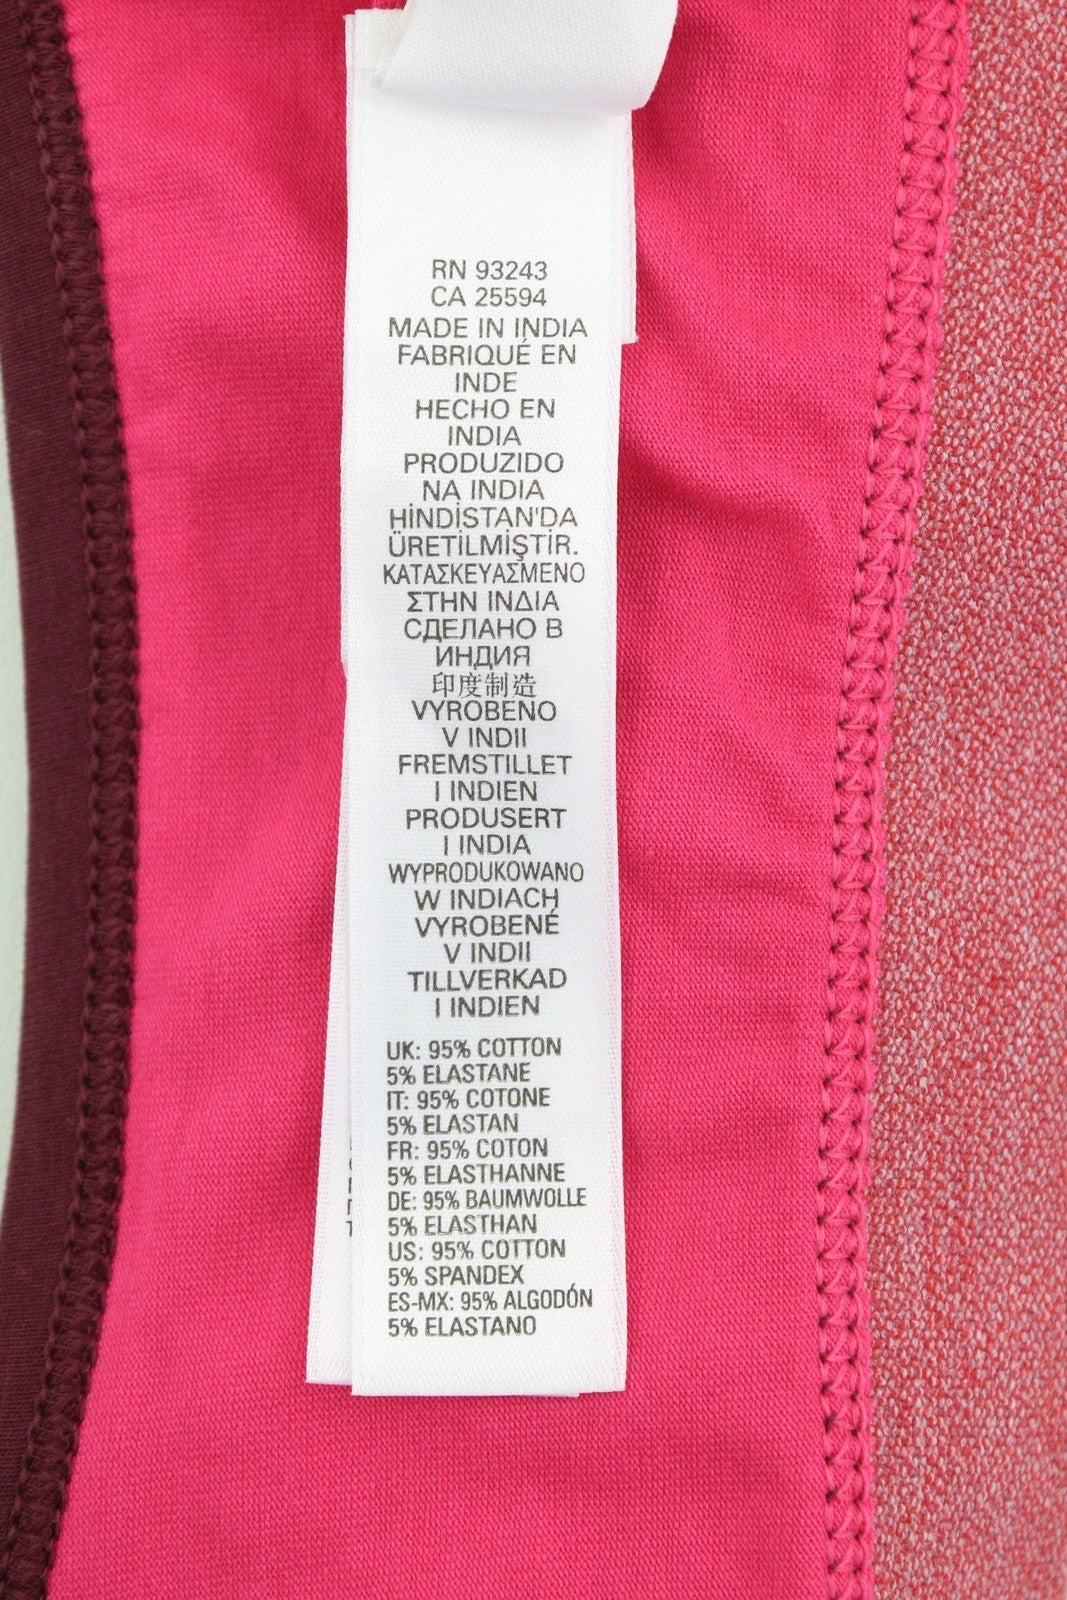 RN 93243
CA 25594
MADE IN INDIA
FABRIQUÉ EN
INDE
HECHO EN
INDIA
PRODUZIDO
NA INDIA
HİNDİSTAN'DA
ÜRETİLMİŞTİR.
ΚΑΤΑΣΚΕΥΑΣΜΕΝΟ
ΣΤΗΝ ΙΝΔΙΑ
СДЕЛАНО В
ИНДИЯ
印度制造
VYROBENO
V INDII
FREMSTILLET
I INDIEN
PRODUSERT
I INDIA
WYPRODUKOWANO
W INDIACH
VYROBENÉ
V INDII
TILLVERKAD
I INDIEN
UK: 95% COTTON
5% ELASTANE
IT: 95% COTONE
5% ELASTAN
FR: 95% COTON
5% ELASTHANNE
DE: 95% BAUMWOLLE
5% ELASTHAN
US: 95% COTTON
5% SPANDEX
ES-MX: 95% ALGODÓN
5% ELASTANO